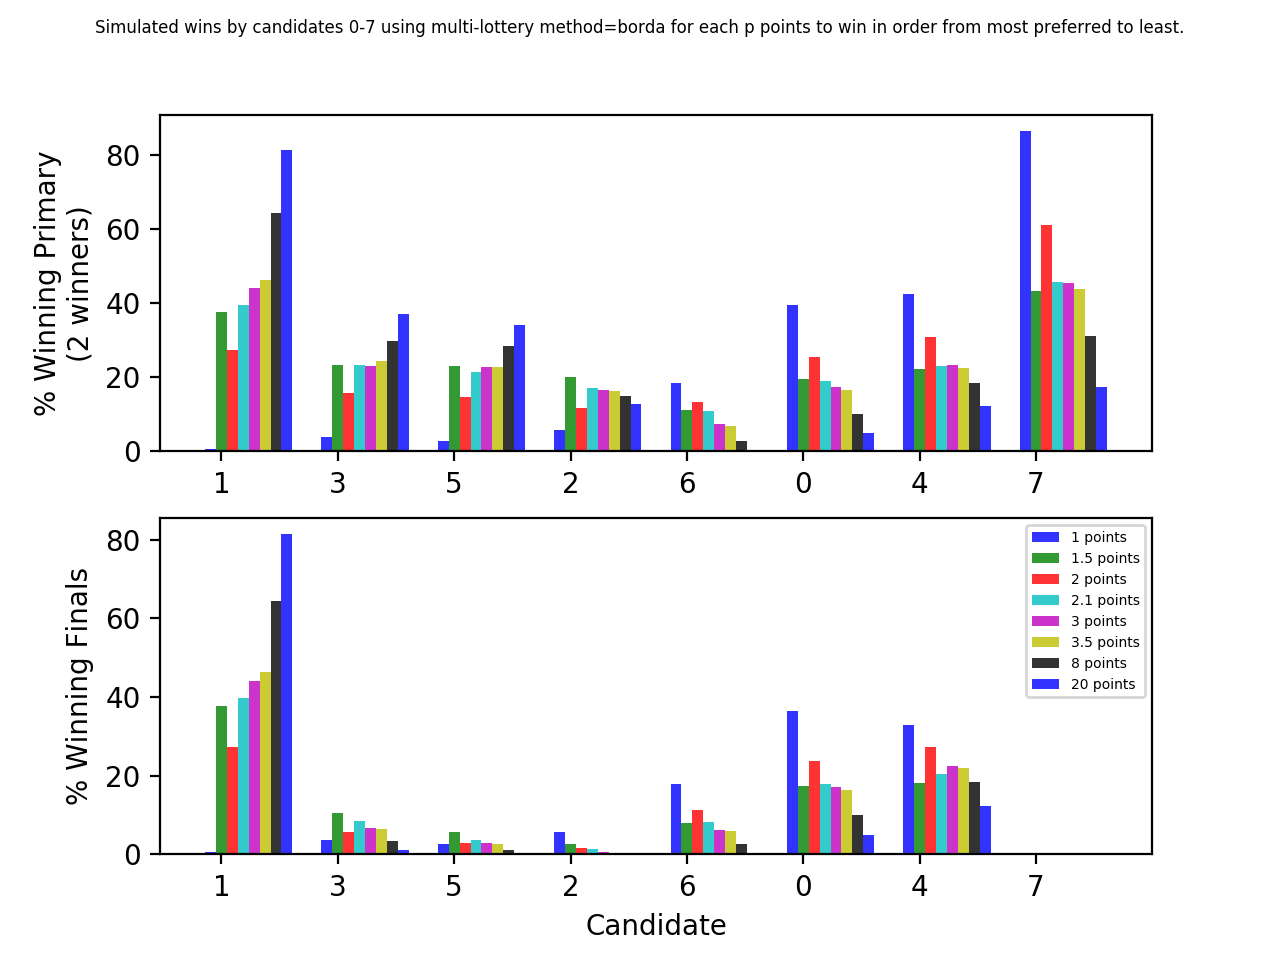 Simulated wins by candidates 0-7 using multi-lottery method=borda for each p points to win in order from most preferred to least.
% Winning Primary
(2 winners)
80
60
40
20
0
1 3 5 2 6 0 4 7
% Winning Finals
80
60
40
20
0
1 points
1.5 points
2 points
2.1 points
3 points
3.5 points
8 points
20 points
1 3 5 2 6 0 4 7
Candidate